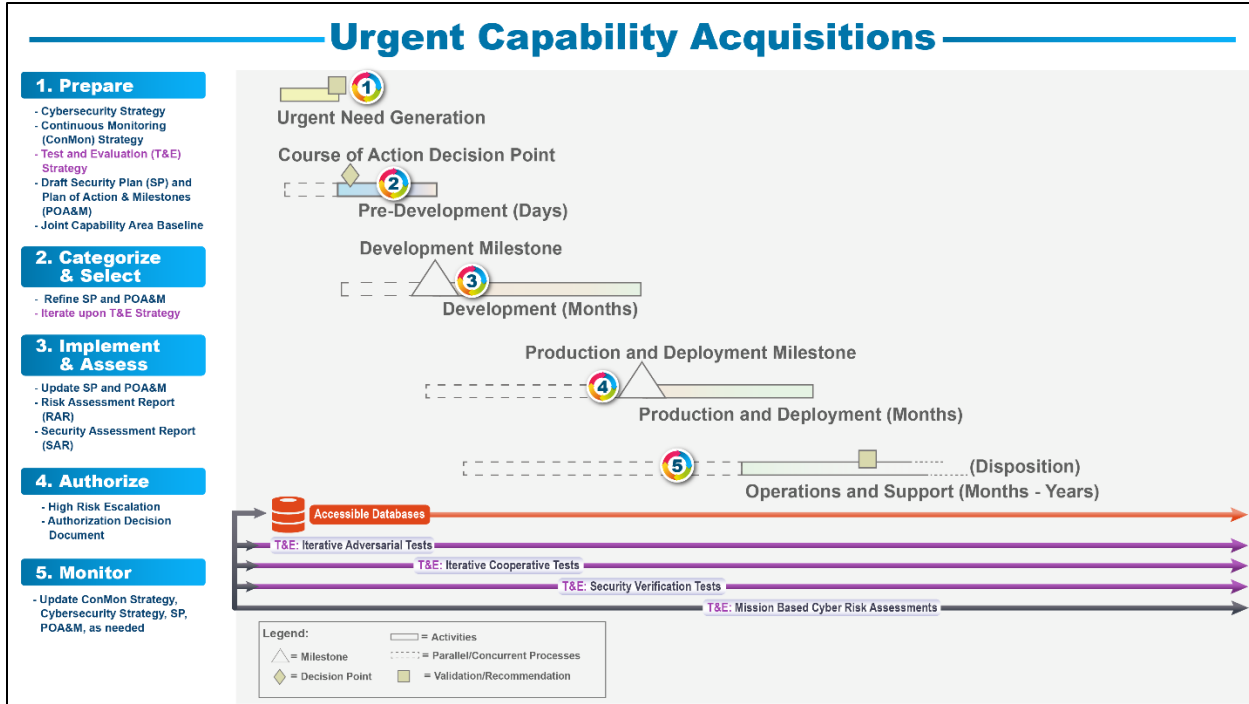 Urgent Capability Acquisitions
1. Prepare
- Cybersecurity Strategy
- Continuous Monitoring
(ConMon) Strategy
- Test and Evaluation (T&E)
Strategy
- Draft Security Plan (SP) and
Plan of Action & Milestones
(POA&M)
- Joint Capability Area Baseline
2. Categorize
& Select
- Refine SP and POA&M
- Iterate upon T&E Strategy
3. Implement
& Assess
- Update SP and POA&M
- Risk Assessment Report
(RAR)
- Security Assessment Report
(SAR)
4. Authorize
- High Risk Escalation
- Authorization Decision
Document
5. Monitor
- Update ConMon Strategy,
Cybersecurity Strategy, SP,
POA&M, as needed
1
Urgent Need Generation
Course of Action Decision Point
2
Pre-Development (Days)
Development Milestone
3
Development (Months)
Production and Deployment Milestone
4
Production and Deployment (Months)
5
(Disposition)
Operations and Support (Months - Years)
Accessible Databases
T&E: Iterative Adversarial Tests
T&E: Iterative Cooperative Tests
T&E: Security Verification Tests
T&E: Mission Based Cyber Risk Assessments
Legend:
= Activities
= Milestone
= Parallel/Concurrent Processes
= Decision Point
= Validation/Recommendation